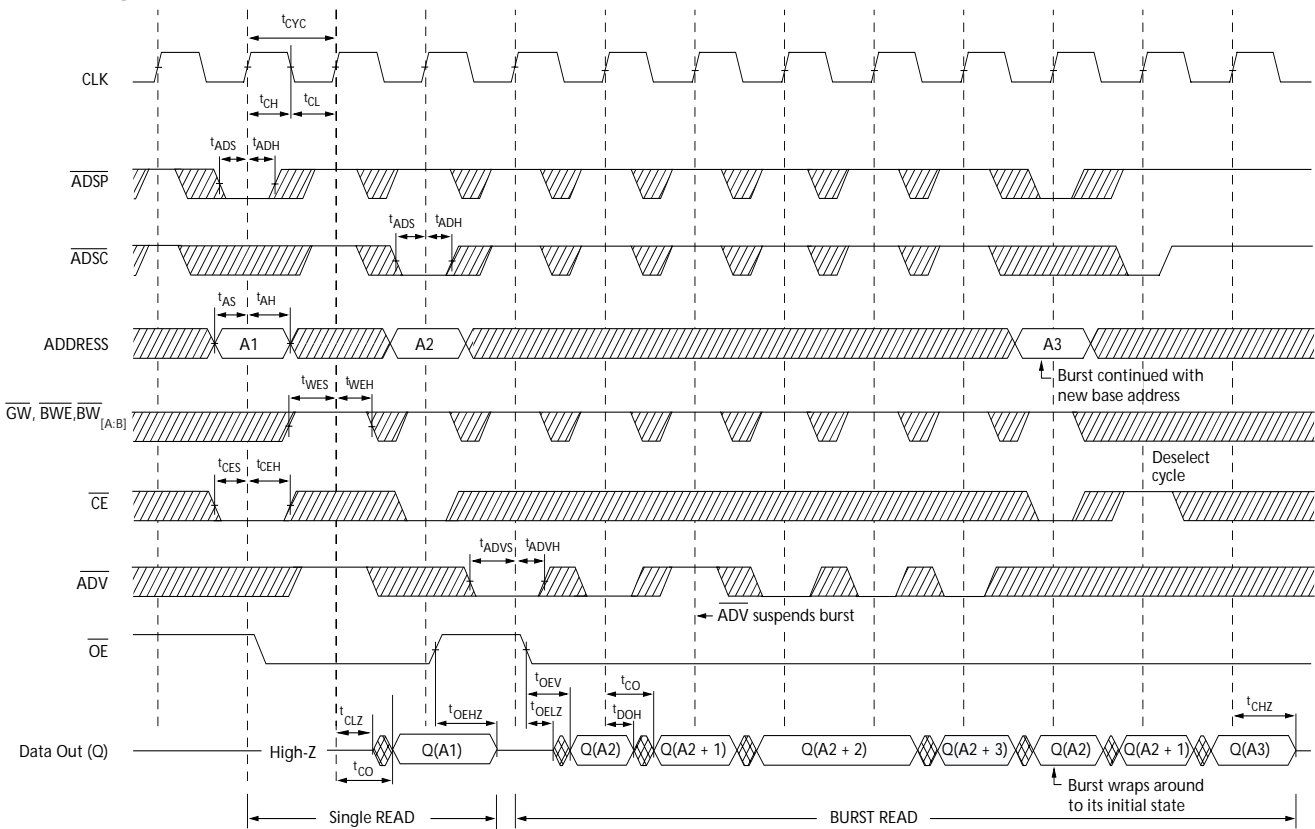 tCYC
CLK
tCH
tCL
tADS
tADH
ADSP
tADS
tADH
ADSC
tAS
tAH
ADDRESS
A1
A2
A3
Burst continued with
new base address
tWES
tWEH
GW, BWE,BW[A:B]
Deselect
cycle
tCES
tCEH
CE
tADVS
tADVH
ADV
ADV suspends burst
OE
tOEV
tCO
tCLZ
tOEHZ
tOELZ
tDOH
tCHZ
Data Out (Q)
High-Z
Q(A1)
Q(A2)
Q(A2 + 1)
Q(A2 + 2)
Q(A2 + 3)
Q(A2)
Q(A2 + 1)
Q(A3)
tCO
Burst wraps around
to its initial state
Single READ
BURST READ